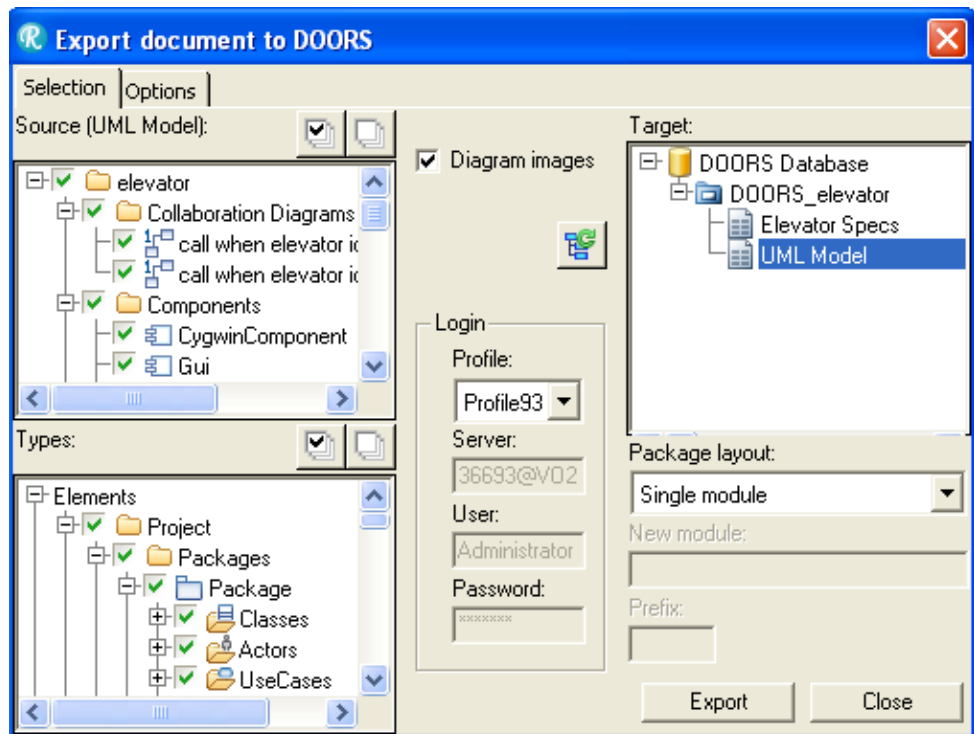 Export document to DOORS
Selection
Options
Source (UML Model):
elevator
Collaboration Diagrams
call when elevator
call when elevator
Components
CygwinComponent
Gui
Types:
Elements
Project
Packages
Package
Classes
Actors
UseCases
Diagram images
Login
Profile:
Profile93
Server:
36693@VO2
User:
Administrator
Password:
*******
Target:
DOORS Database
DOORS_elevator
Elevator Specs
UML Model
Package layout:
Single module
New module:
Prefix:
Export
Close